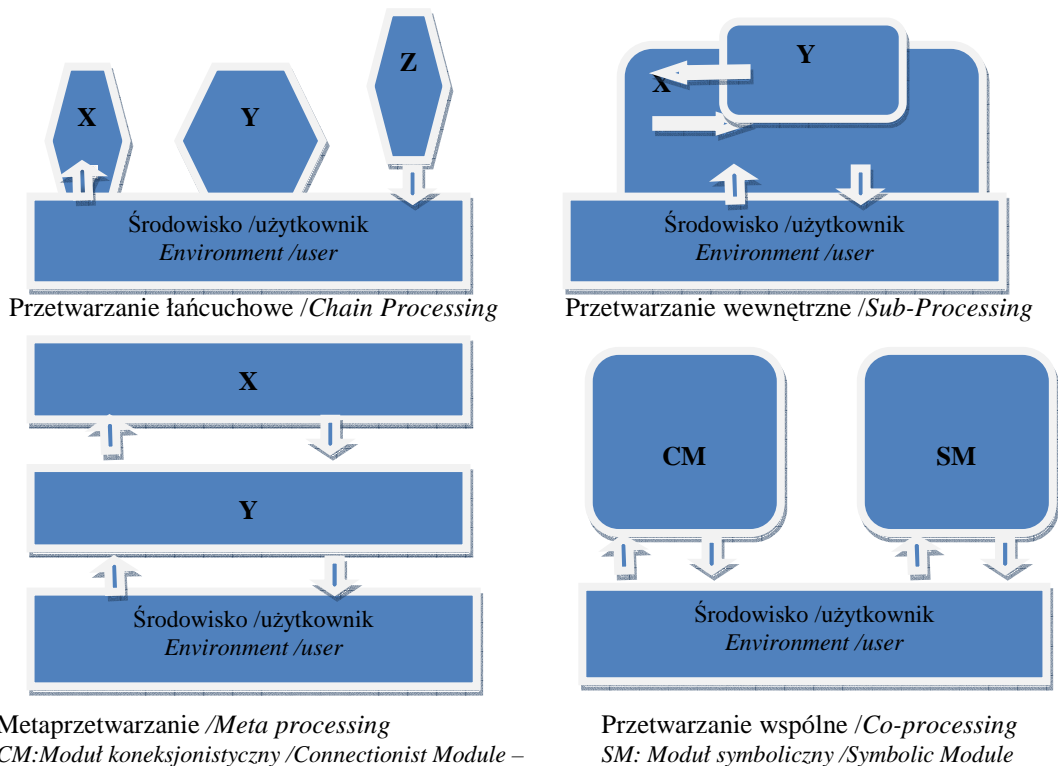 X
Y
Z
Środowisko /użytkownik
Environment /user
Przetwarzanie łańcuchowe /Chain Processing
X
Y
Środowisko /użytkownik
Environment /user
Przetwarzanie wewnętrzne /Sub-Processing
X
Y
Środowisko /użytkownik
Environment /user
Metaprzetwarzanie /Meta processing
CM:Moduł koneksjonistyczny /Connectionist Module –
CM
SM
Środowisko /użytkownik
Environment /user
Przetwarzanie wspólne /Co-processing
SM: Moduł symboliczny /Symbolic Module